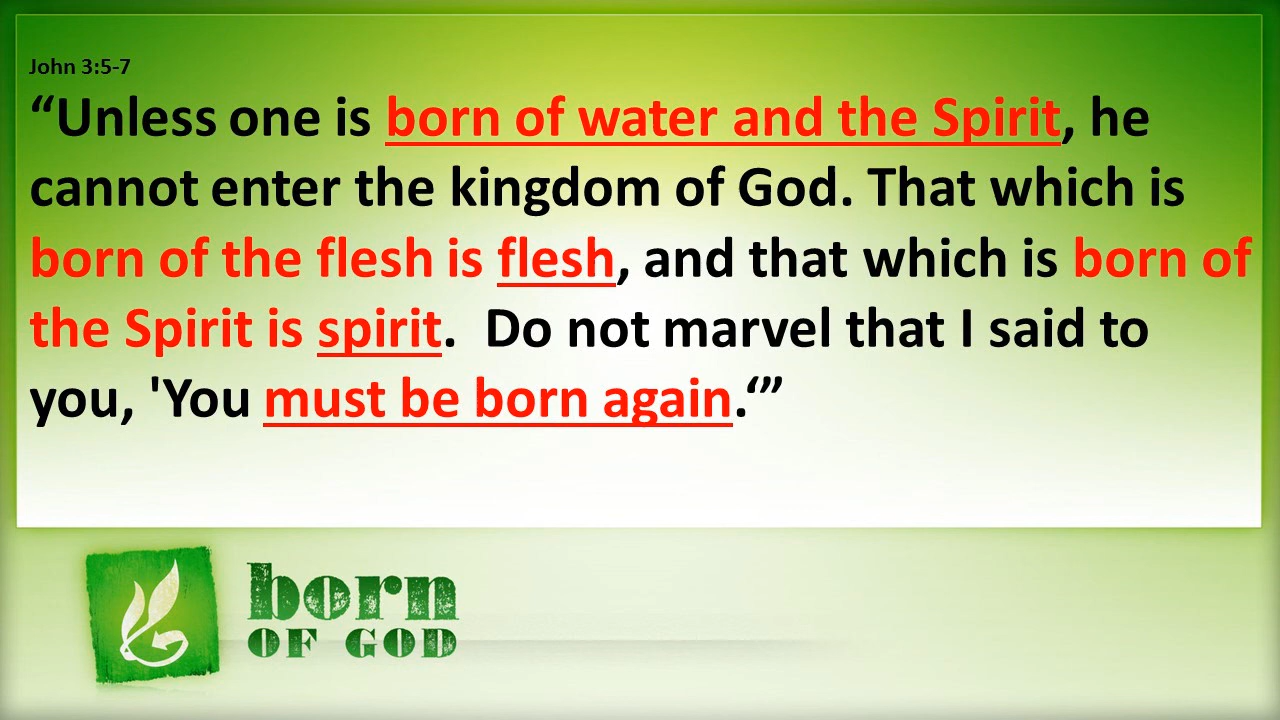 John 3:5-7
“Unless one is born of water and the Spirit, he
cannot enter the kingdom of God. That which is
born of the flesh is flesh, and that which is born of
the Spirit is spirit.  Do not marvel that I said to
you, 'You must be born again.‘”
born
OF GOD